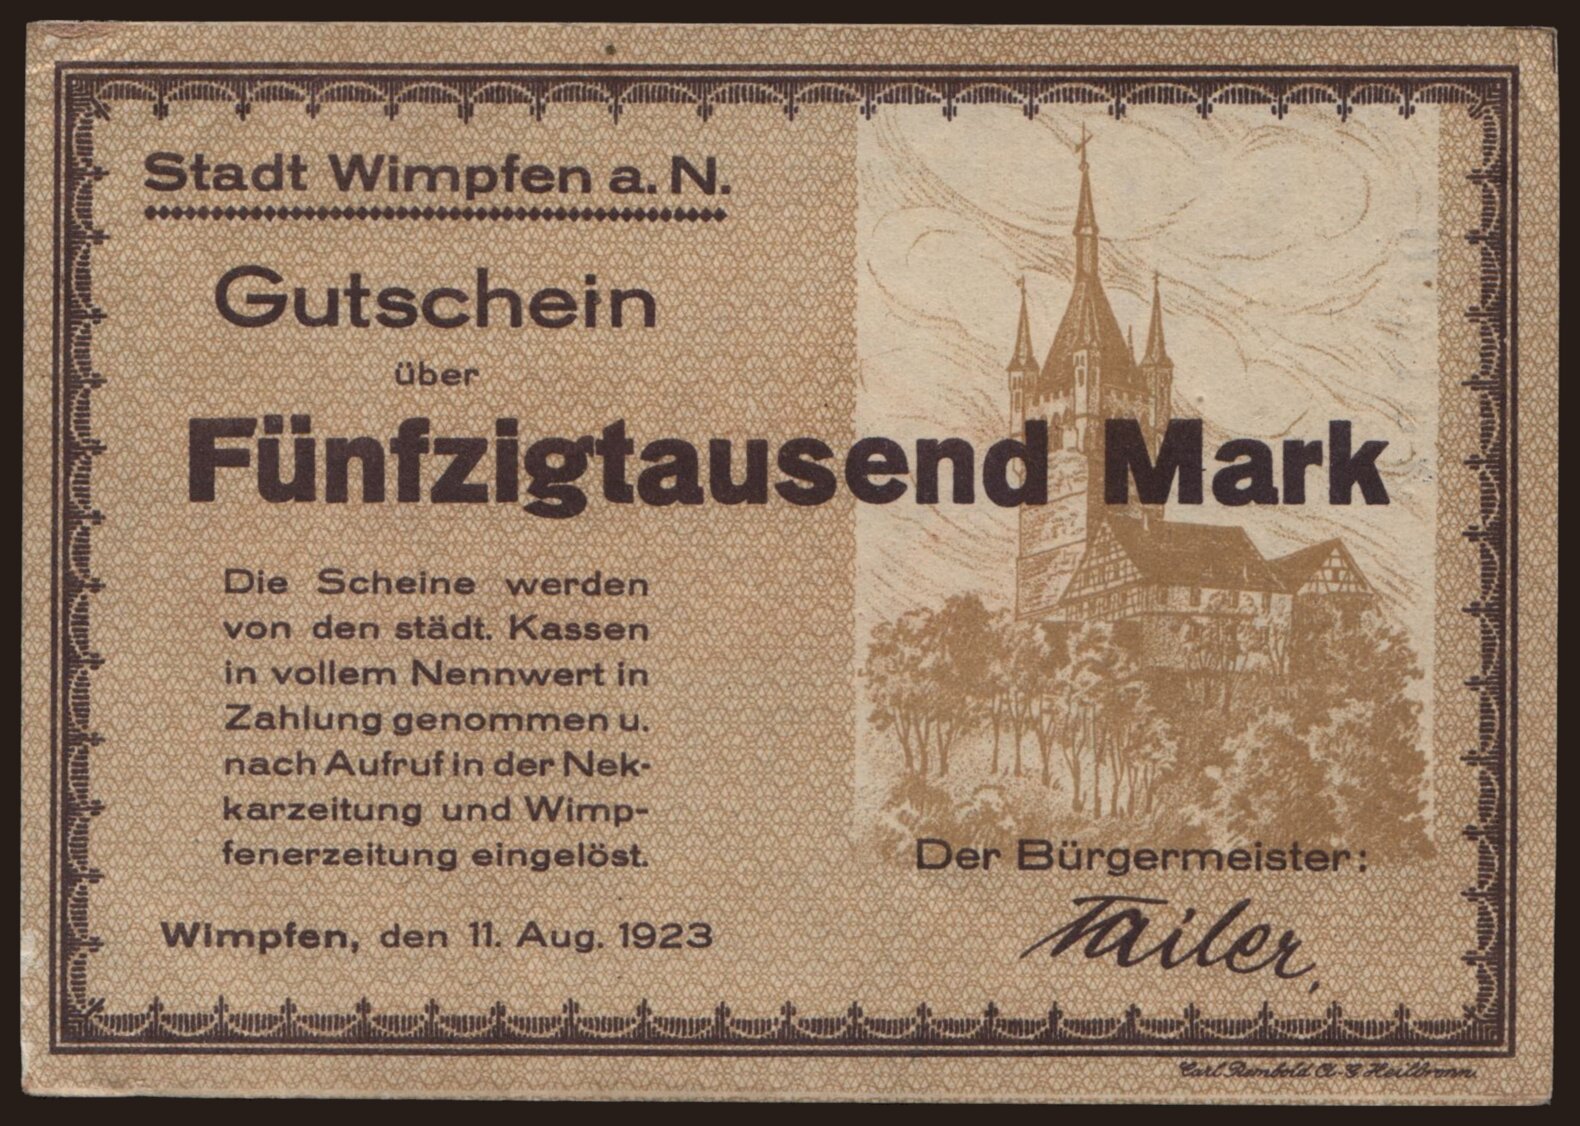 Stadt Wimpfen a. N.
Gutschein
über
Fünfzigtausend Mark
Die Scheine werden
von den städt. Kassen
in vollem Nennwert in
Zahlung genommen u.
nach Aufruf in der Nek-
karzeitung und Wimp-
fenerzeitung eingelöst.
Wimpfen, den 11. Aug. 1923
Der Bürgermeister:
Tailer,
Carl Rembold A-G Heilbronn.